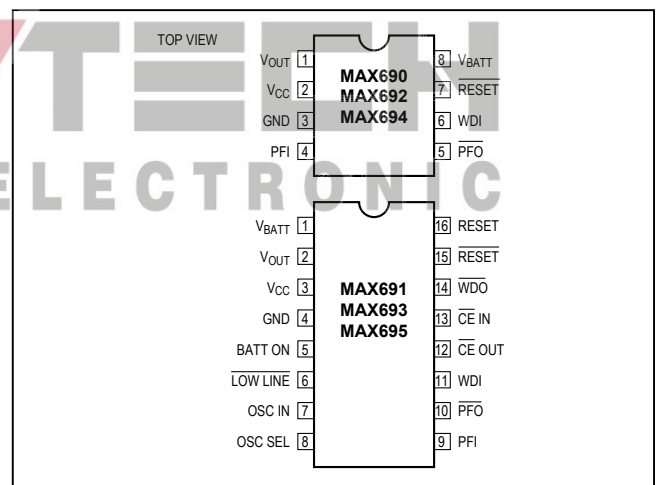 TOP VIEW
VOUT 1
VCC 2
GND 3
PFI 4
MAX690
MAX692
MAX694
8 VBATT
7 RESET
6 WDI
5 PFO
TECH
ELECTRONIC
VBATT 1
VOUT 2
VCC 3
GND 4
BATT ON 5
LOW LINE 6
OSC IN 7
OSC SEL 8
MAX691
MAX693
MAX695
16 RESET
15 RESET
14 WDO
13 CE IN
12 CE OUT
11 WDI
10 PFO
9 PFI